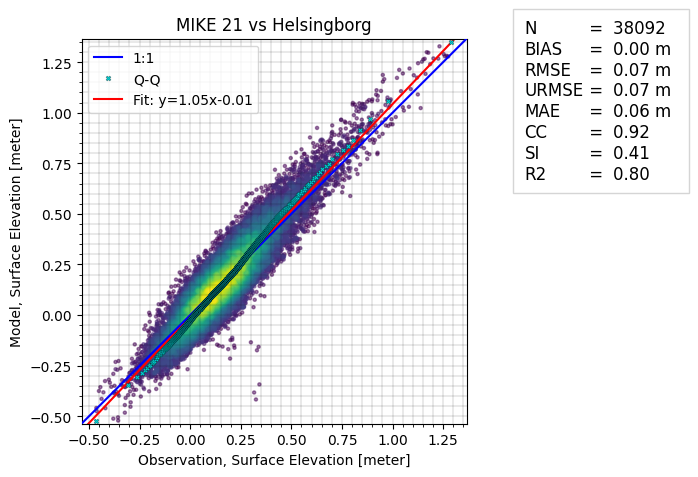 MIKE 21 vs Helsingborg
1:1
Q-Q
Fit: y=1.05x-0.01
N = 38092
BIAS = 0.00 m
RMSE = 0.07 m
URMSE = 0.07 m
MAE = 0.06 m
CC = 0.92
SI = 0.41
R2 = 0.80
Model, Surface Elevation [meter]
1.25
1.00
0.75
0.50
0.25
0.00
−0.25
−0.50
−0.50 −0.25 0.00 0.25 0.50 0.75 1.00 1.25
Observation, Surface Elevation [meter]